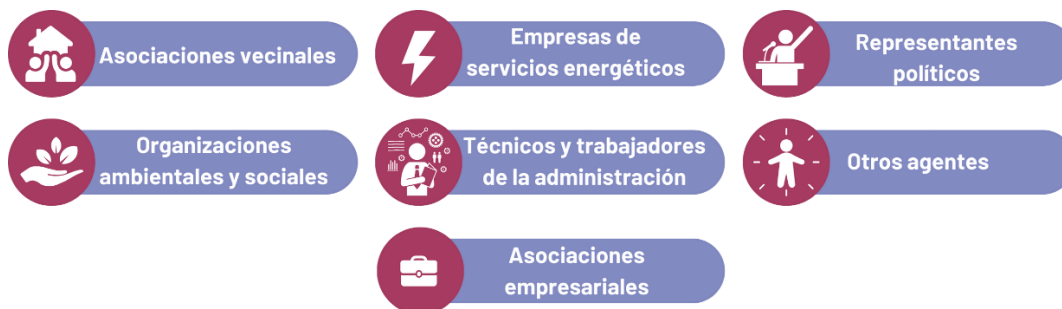 Asociaciones vecinales
Empresas de
servicios energéticos
Representantes
políticos
Organizaciones
ambientales y sociales
Técnicos y trabajadores
de la administración
Otros agentes
Asociaciones
empresariales